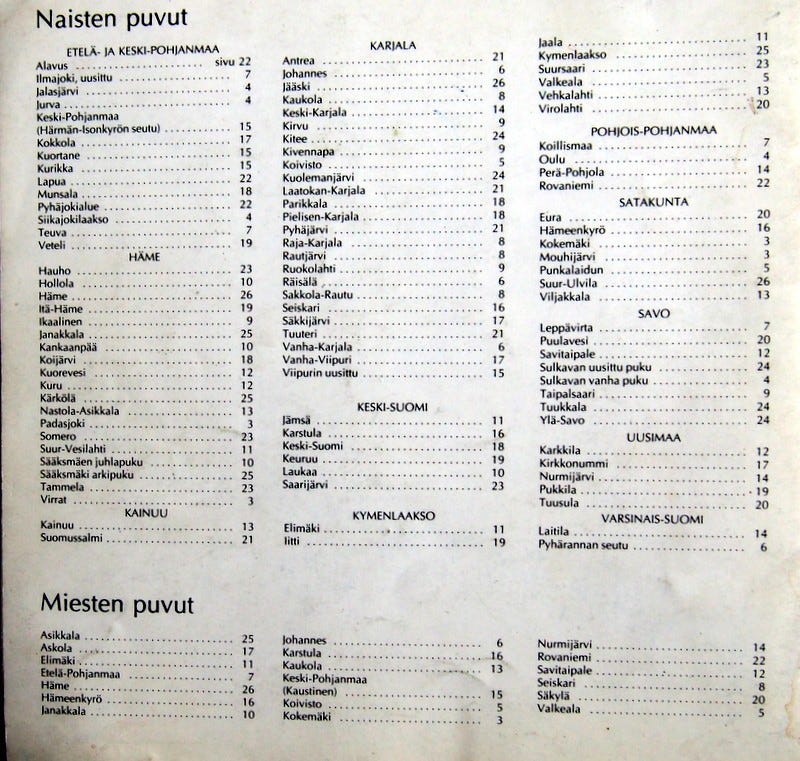 Naisten puvut
ETELÄ- JA KESKI-POHJANMAA
Alavus sivu 22
Ilmajoki, uusittu 7
Jalasjärvi 4
Jurva 4
Keski-Pohjanmaa
(Härmän-Isonkyrön seutu) 15
Kokkola 17
Kuortane 15
Kurikka 15
Lapua 22
Munsala 18
Pyhäjokialue 22
Siikajokilaakso 4
Teuva 7
Veteli 19
HÄME
Hauho 23
Hollola 10
Häme 26
Itä-Häme 19
Ikaalinen 9
Janakkala 25
Kankaanpää 10
Koijärvi 18
Kuorevesi 12
Kuru 12
Kärkölä 25
Nastola-Asikkala 13
Padasjoki 3
Somero 23
Suur-Vesilahti 11
Sääksmäen juhlapuku 10
Sääksmäki arkipuku 25
Tammela 23
Virrat 3
KAINUU
Kainuu 13
Suomussalmi 21
KARJALA
Antrea 21
Johannes 6
Jääski 26
Kaukola 8
Keski-Karjala 14
Kirvu 9
Kitee 24
Kivennapa 9
Koivisto 5
Kuolemanjärvi 24
Laatokan-Karjala 21
Parikkala 18
Pielisen-Karjala 18
Pyhäjärvi 21
Raja-Karjala 8
Rautjärvi 8
Ruokolahti 9
Räisälä 6
Sakkola-Rautu 8
Seiskari 16
Säkkijärvi 17
Tuuteri 21
Vanha-Karjala 6
Vanha-Viipuri 17
Viipurin uusittu 15
KESKI-SUOMI
Jämsä 11
Karstula 16
Keski-Suomi 18
Keuruu 19
Laukaa 10
Saarijärvi 23
KYMENLAAKSO
Elimäki 11
Iitti 19
Jaala 11
Kymenlaakso 25
Suursaari 23
Valkeala 5
Vehkalahti 13
Virolahti 20
POHJOIS-POHJANMAA
Koillismaa 7
Oulu 4
Perä-Pohjola 14
Rovaniemi 22
SATAKUNTA
Eura 20
Hämeenkyrö 16
Kokemäki 3
Mouhijärvi 3
Punkalaidun 5
Suur-Ulvila 26
Viljakkala 13
SAVO
Leppävirta 7
Puulavesi 20
Savitaipale 12
Sulkavan uusittu puku 24
Sulkavan vanha puku 4
Taipalsaari 9
Tuukkala 24
Ylä-Savo 24
UUSIMAA
Karkkila 12
Kirkkonummi 17
Nurmijärvi 14
Pukkila 19
Tuusula 20
VARSINAIS-SUOMI
Laitila 14
Pyhärannan seutu 6
Miesten puvut
Asikkala 25
Askola 17
Elimäki 11
Etelä-Pohjanmaa 7
Häme 26
Hämeenkyrö 16
Janakkala 10
Johannes 6
Karstula 16
Kaukola 13
Keski-Pohjanmaa
(Kaustinen) 15
Koivisto 5
Kokemäki 3
Nurmijärvi 14
Rovaniemi 22
Savitaipale 12
Seiskari 8
Säkylä 20
Valkeala 5